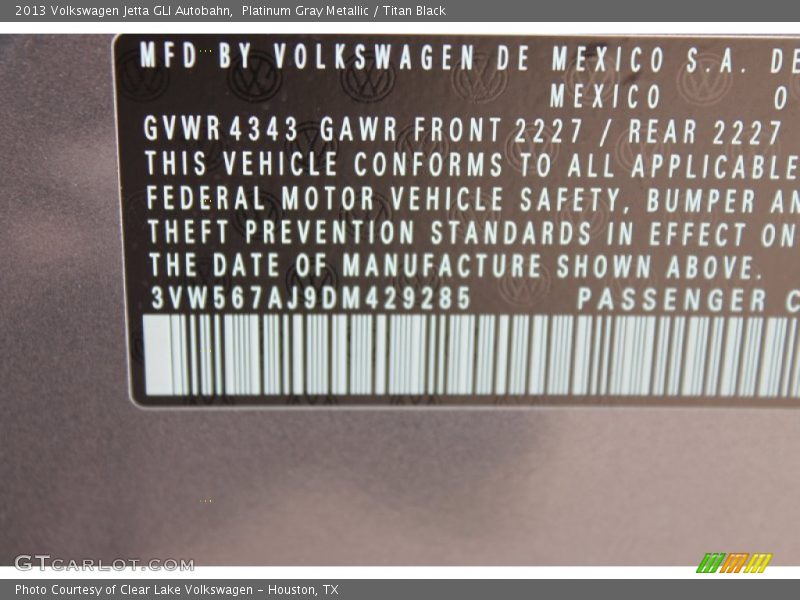 2013 Volkswagen Jetta GLI Autobahn,  Platinum Gray Metallic / Titan Black
MFD BY VOLKSWAGEN DE MEXICO S.A. DE
MEXICO
GVWR 4343 GAWR FRONT 2227 / REAR 2227
THIS VEHICLE CONFORMS TO ALL APPLICABLE
FEDERAL MOTOR VEHICLE SAFETY, BUMPER AN
THEFT PREVENTION STANDARDS IN EFFECT ON
THE DATE OF MANUFACTURE SHOWN ABOVE.
3VW567AJ9DM429285 PASSENGER C
GTCARLOT.COM
Photo Courtesy of Clear Lake Volkswagen – Houston, TX